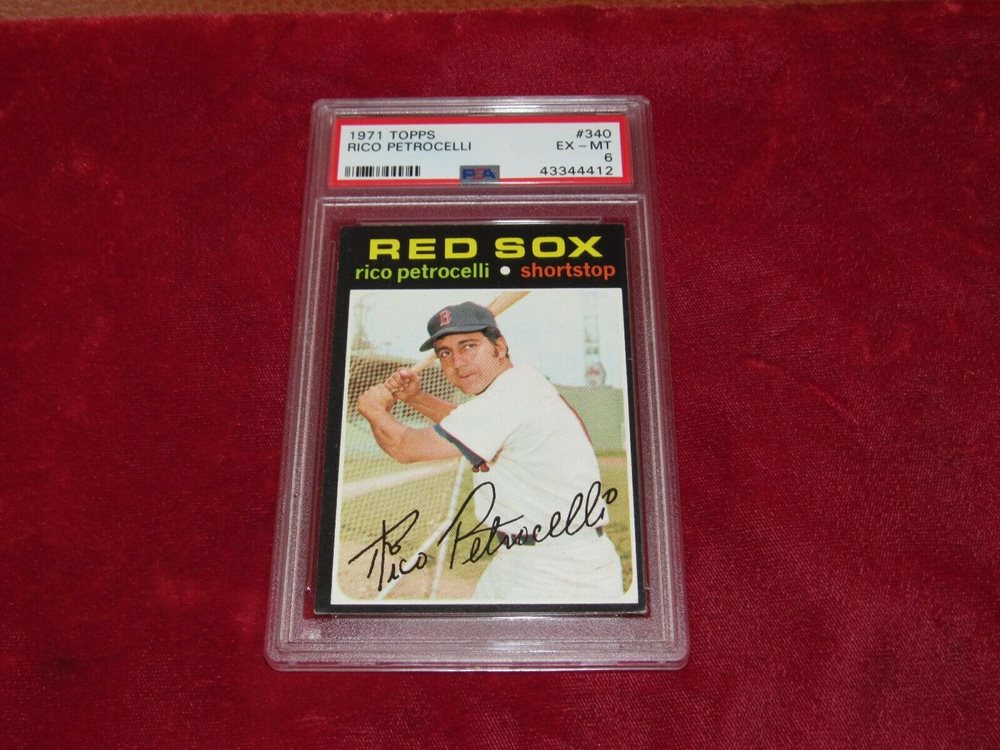 1971 TOPPS #340
RICO PETROCELLI EX - MT
6
PSA 43344412
RED SOX
rico petrocelli • shortstop
B
Rico Petrocelli